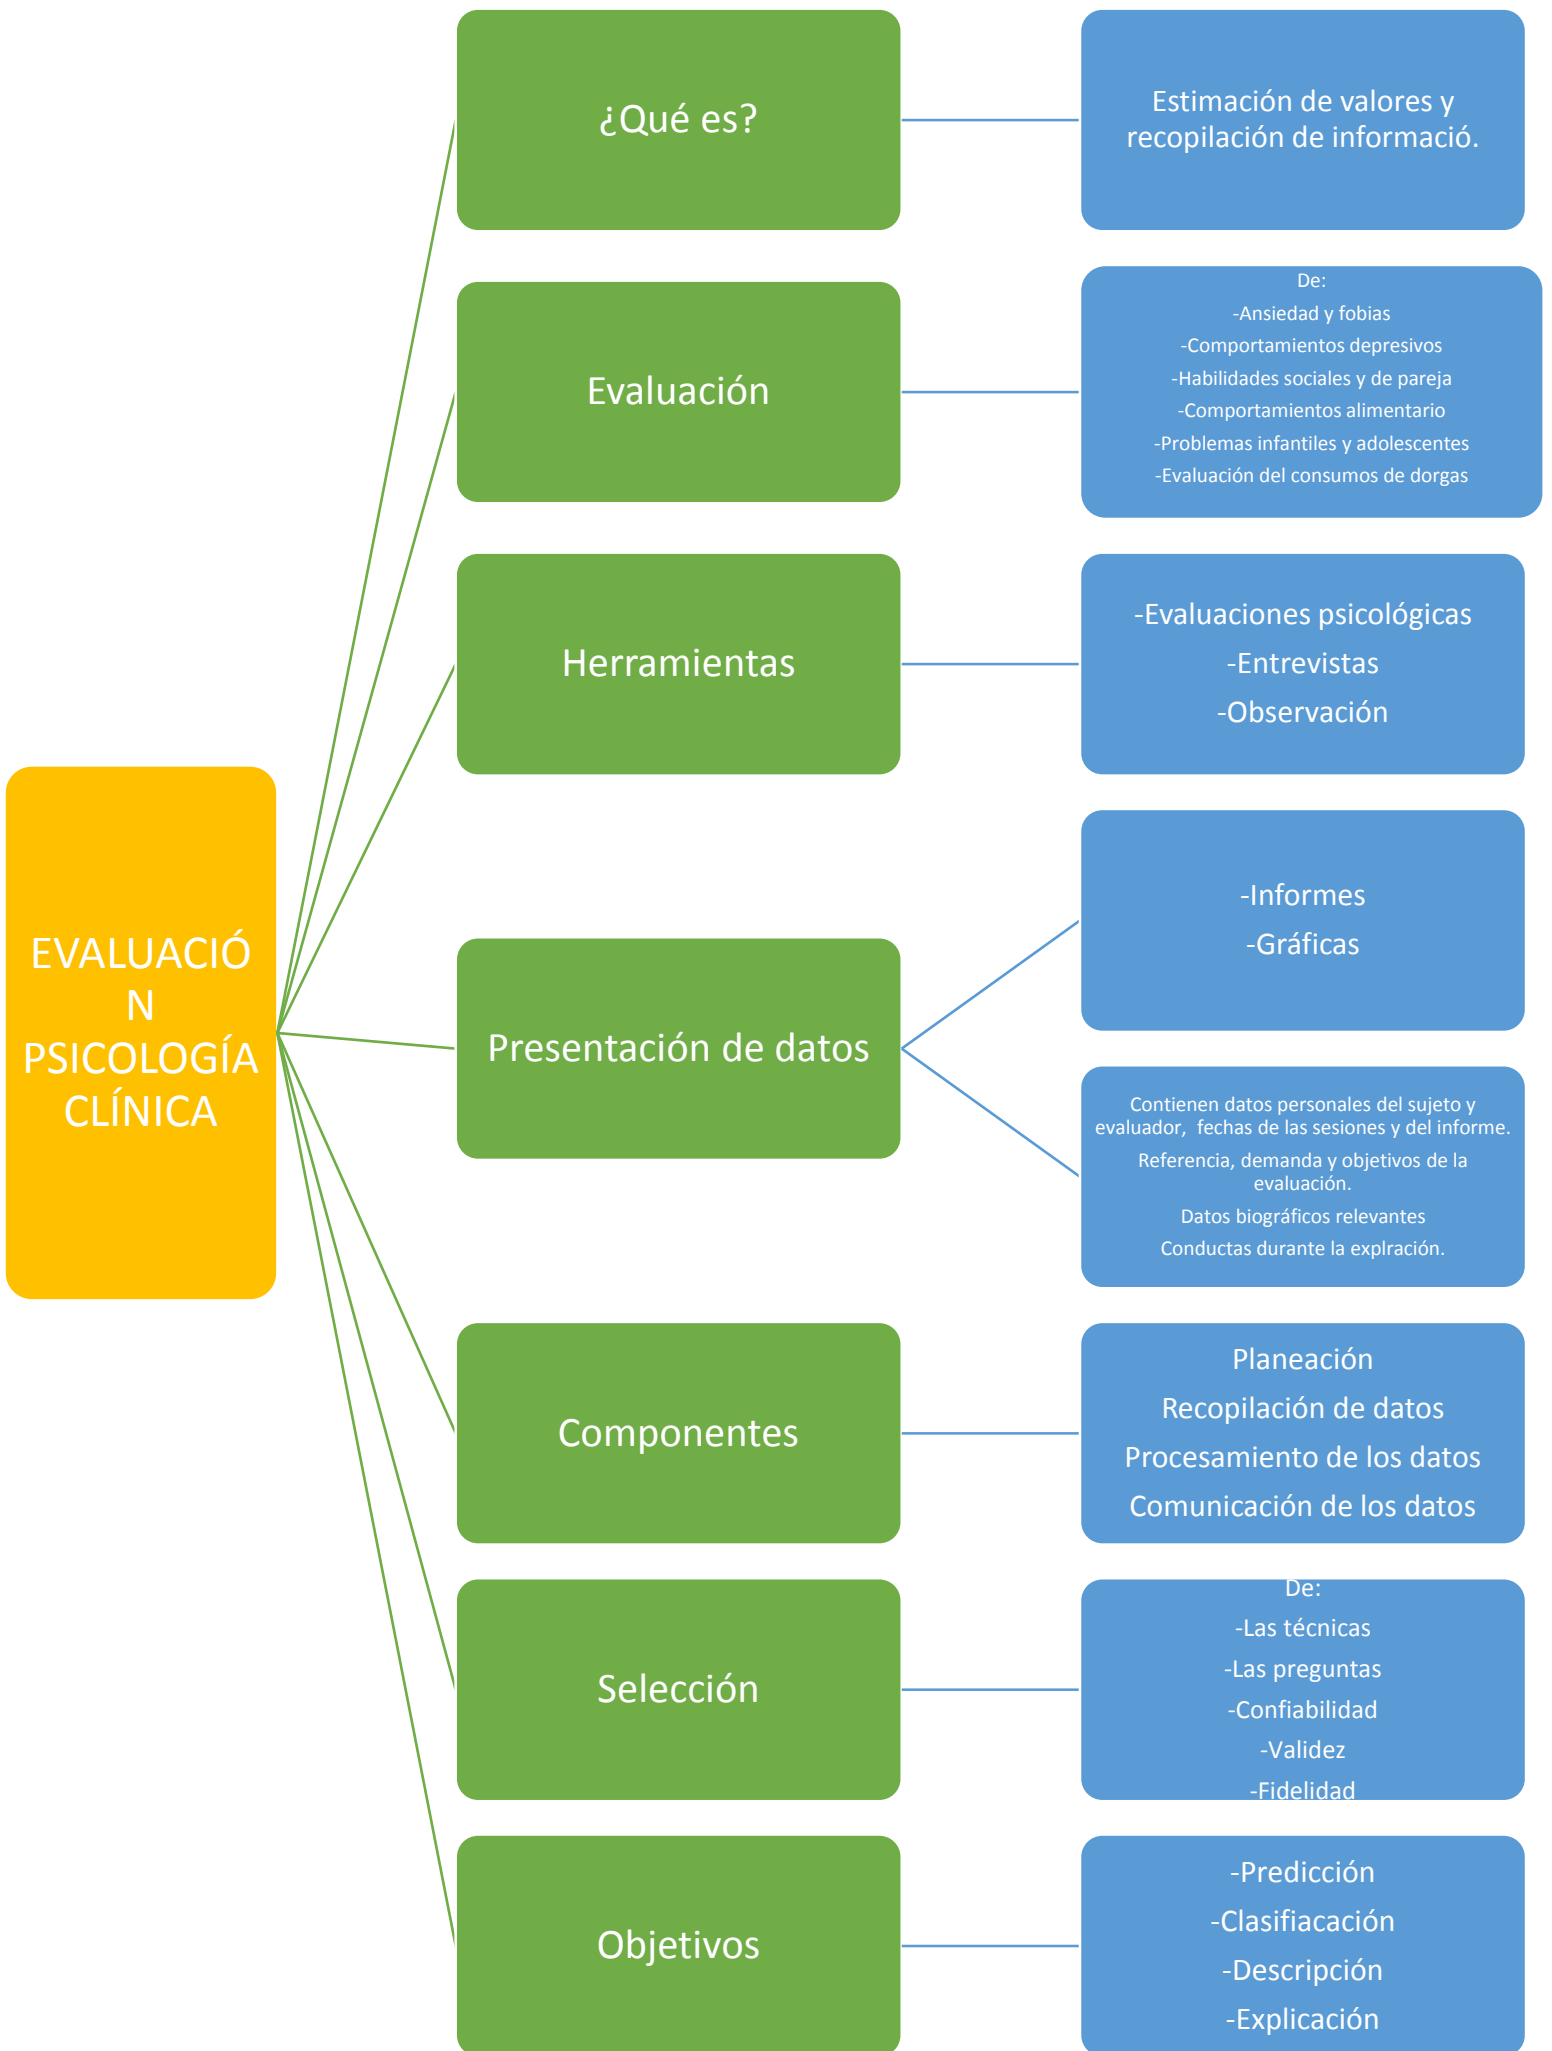 ¿Qué es?
Estimación de valores y
recopilación de informació.
Evaluación
De:
-Ansiedad y fobias
-Comportamientos depresivos
-Habilidades sociales y de pareja
-Comportamientos alimentario
-Problemas infantiles y adolescentes
-Evaluación del consumos de dorgas
Herramientas
-Evaluaciones psicológicas
-Entrevistas
-Observación
EVALUACIÓ
N
PSICOLOGÍA
CLÍNICA
Presentación de datos
-Informes
-Gráficas
Contienen datos personales del sujeto y
evaluador,  fechas de las sesiones y del informe.
Referencia, demanda y objetivos de la
evaluación.
Datos biográficos relevantes
Conductas durante la explración.
Componentes
Planeación
Recopilación de datos
Procesamiento de los datos
Comunicación de los datos
Selección
De:
-Las técnicas
-Las preguntas
-Confiabilidad
-Validez
-Fidelidad
Objetivos
-Predicción
-Clasifiacación
-Descripción
-Explicación